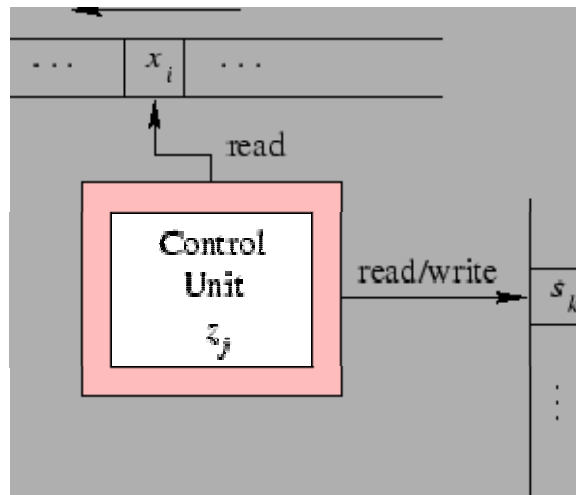 ... x_i ...
read
Control
Unit
z_j
read/write
s_k
⋮